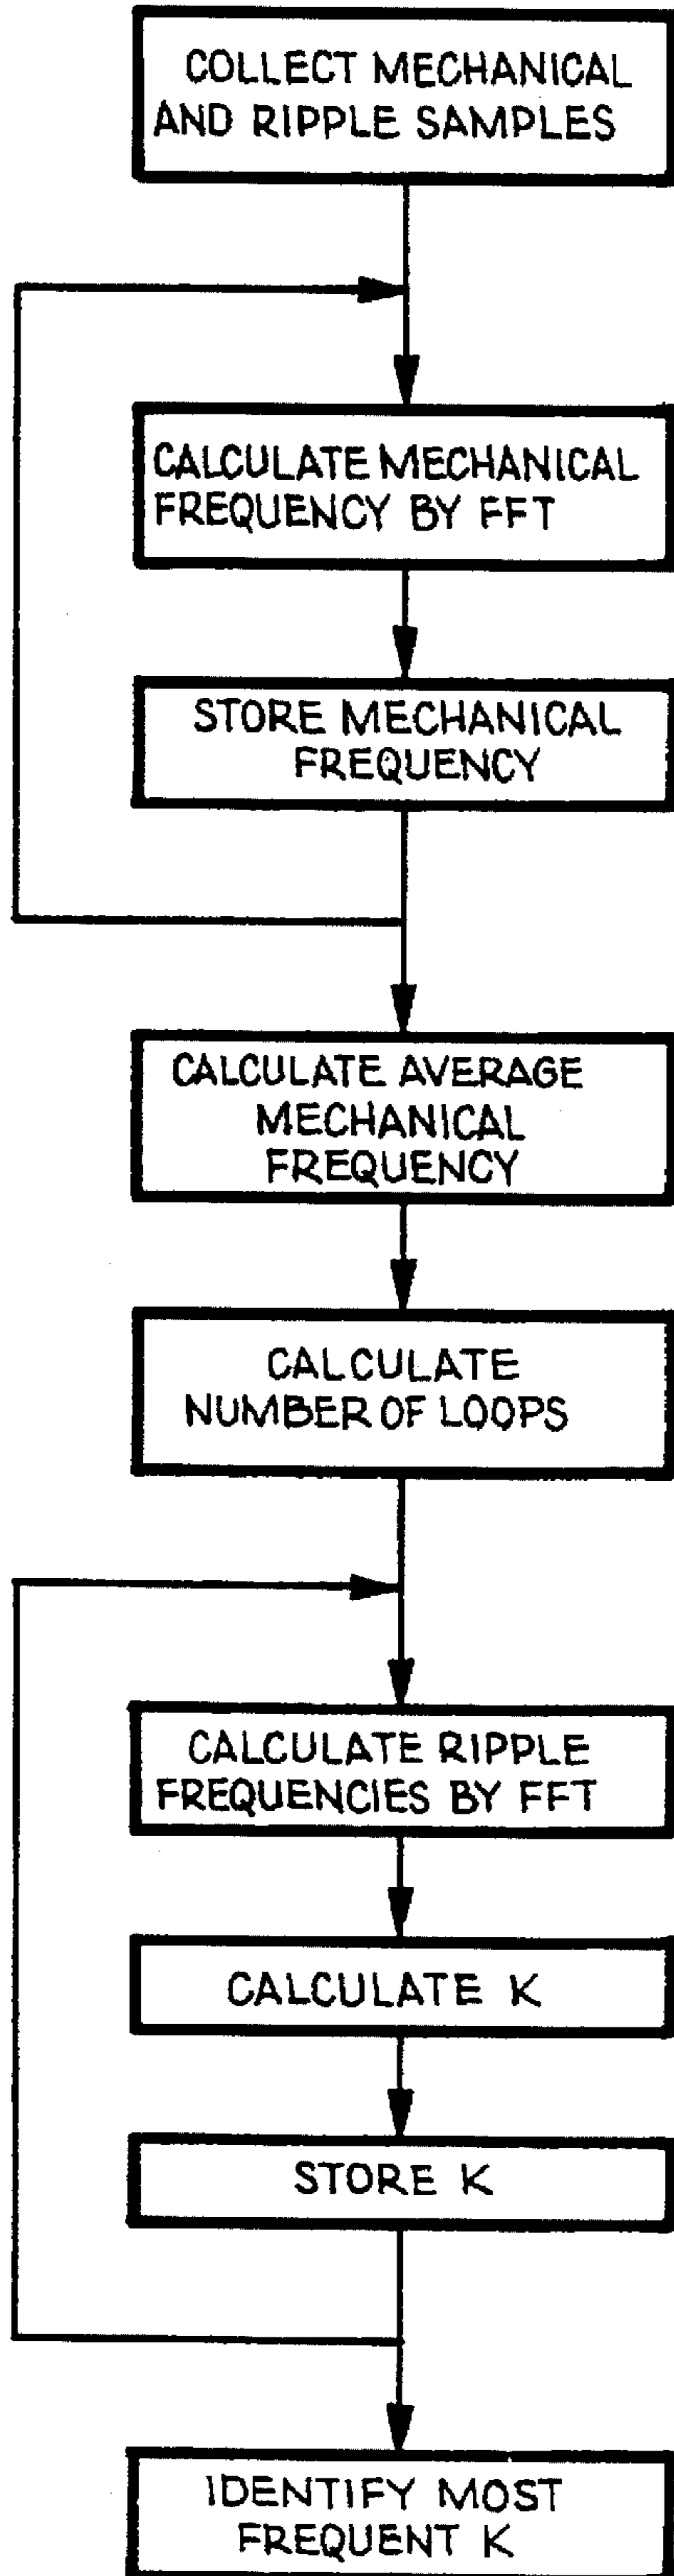 COLLECT MECHANICAL
AND RIPPLE SAMPLES
CALCULATE MECHANICAL
FREQUENCY BY FFT
STORE MECHANICAL
FREQUENCY
CALCULATE AVERAGE
MECHANICAL
FREQUENCY
CALCULATE
NUMBER OF LOOPS
CALCULATE RIPPLE
FREQUENCIES BY FFT
CALCULATE K
STORE K
IDENTIFY MOST
FREQUENT K